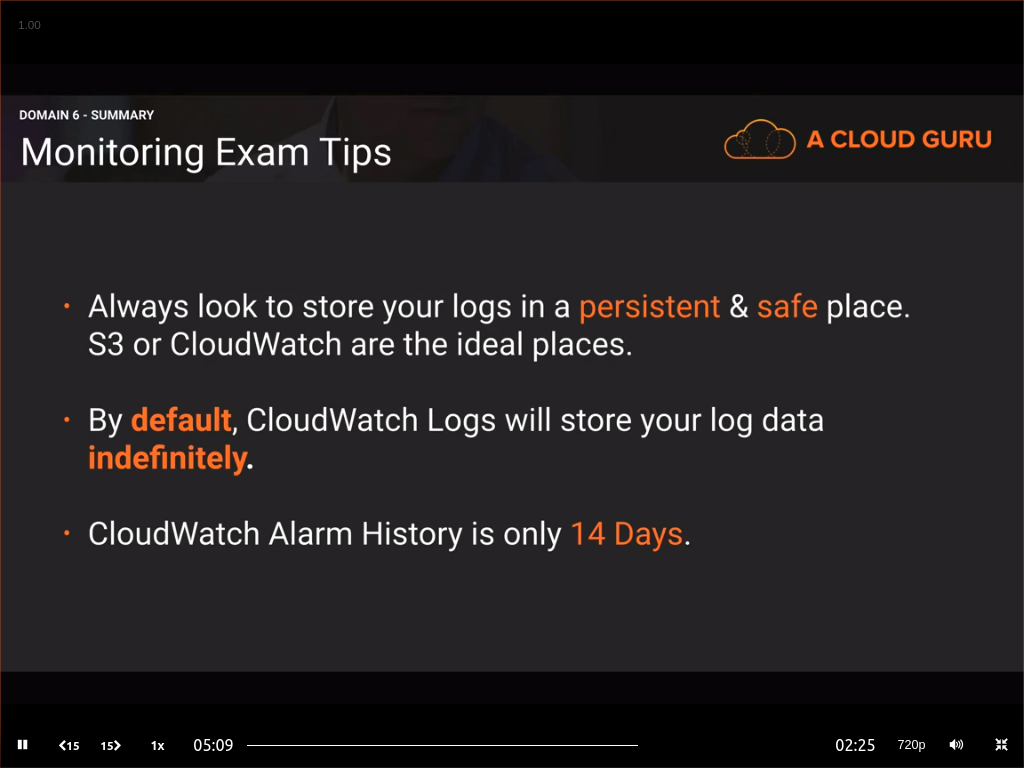 1.00
DOMAIN 6 - SUMMARY
Monitoring Exam Tips
A CLOUD GURU
• Always look to store your logs in a persistent & safe place.
S3 or CloudWatch are the ideal places.
• By default, CloudWatch Logs will store your log data
indefinitely.
• CloudWatch Alarm History is only 14 Days.
15 15 1x 05:09 02:25 720p